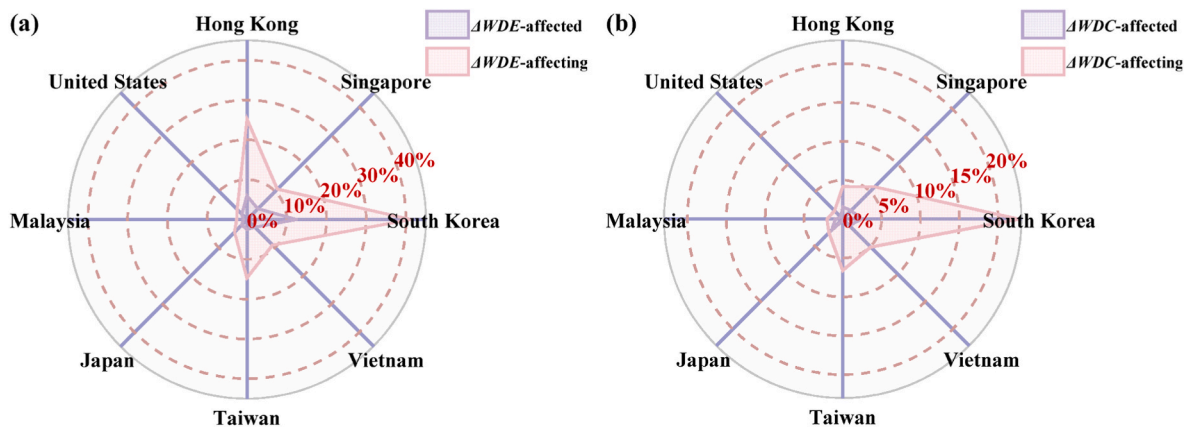 (a)
Hong Kong
ΔWDE-affected
ΔWDE-affecting
United States
Singapore
40%
30%
20%
10%
0%
Malaysia
South Korea
Japan
Vietnam
Taiwan
(b)
Hong Kong
ΔWDC-affected
ΔWDC-affecting
United States
Singapore
20%
15%
10%
5%
0%
Malaysia
South Korea
Japan
Vietnam
Taiwan